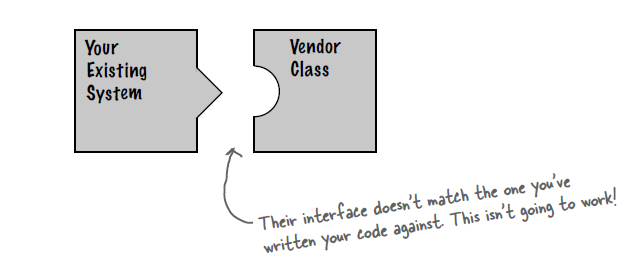 Your
Existing
System
Vendor
Class
Their interface doesn't match the one you've
written your code against. This isn't going to work!